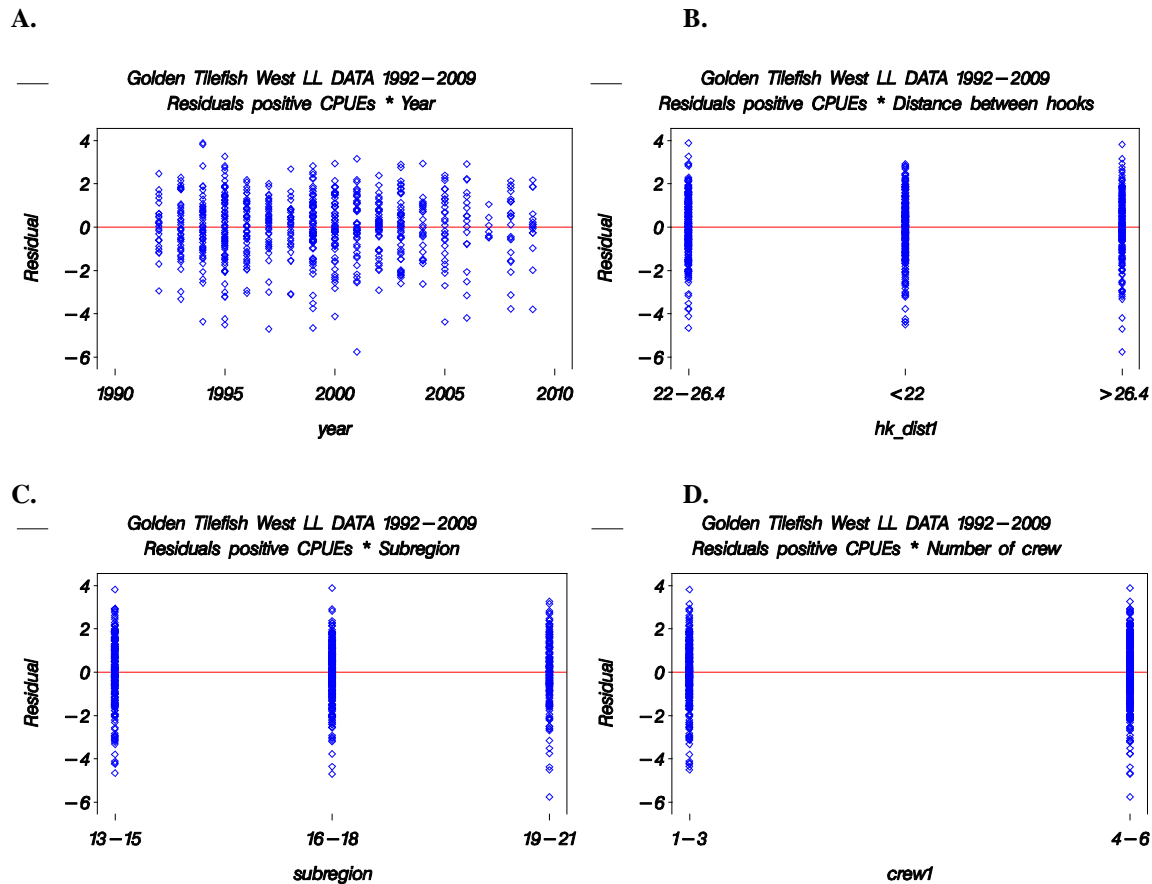 A.
Golden Tilefish West LL DATA 1992−2009
Residuals positive CPUEs * Year
Residual
4
2
0
−2
−4
−6
1990 1995 2000 2005 2010
year
B.
Golden Tilefish West LL DATA 1992−2009
Residuals positive CPUEs * Distance between hooks
Residual
4
2
0
−2
−4
−6
22−26.4 <22 >26.4
hk_dist1
C.
Golden Tilefish West LL DATA 1992−2009
Residuals positive CPUEs * Subregion
Residual
4
2
0
−2
−4
−6
13−15 16−18 19−21
subregion
D.
Golden Tilefish West LL DATA 1992−2009
Residuals positive CPUEs * Number of crew
Residual
4
2
0
−2
−4
−6
1−3 4−6
crew1